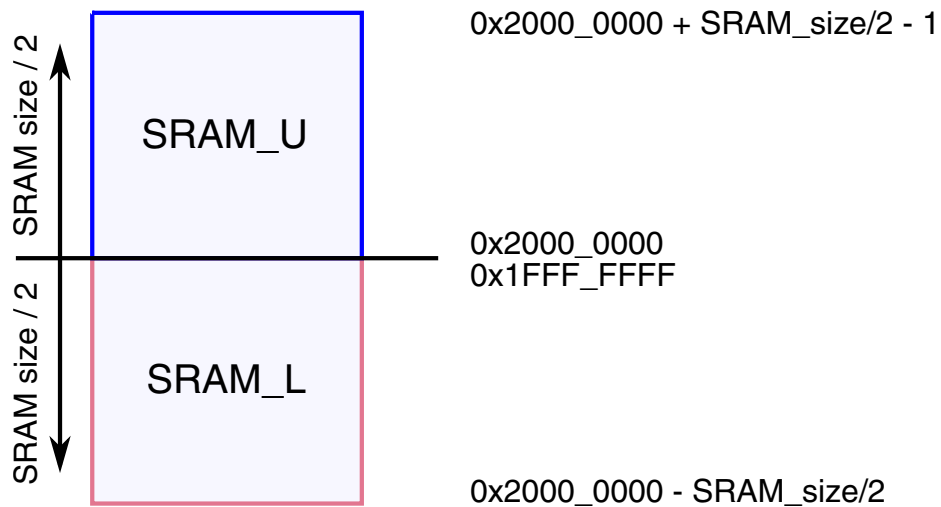 0x2000_0000 + SRAM_size/2 - 1
SRAM size / 2
SRAM_U
0x2000_0000
0x1FFF_FFFF
SRAM size / 2
SRAM_L
0x2000_0000 - SRAM_size/2